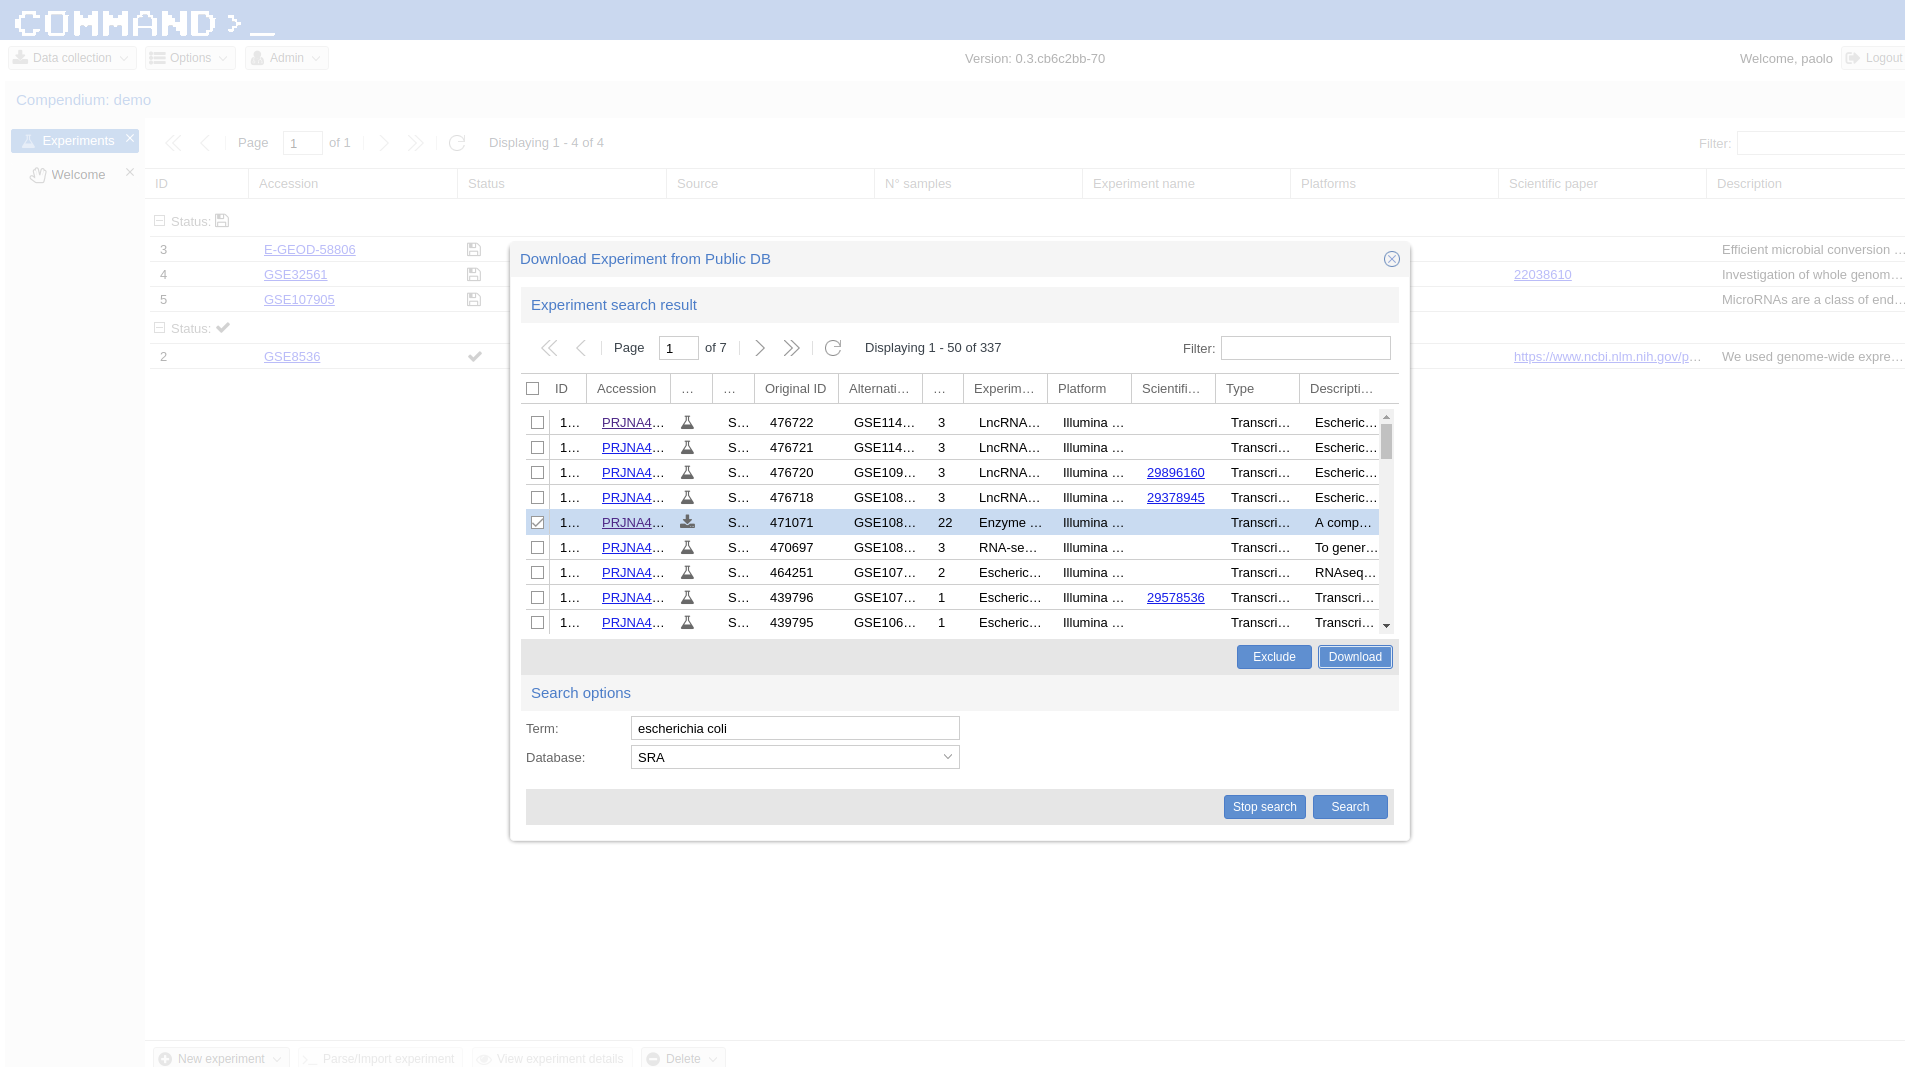 COMMAND>_
Data collection Options Admin Version: 0.3.cb6c2bb-70 Welcome, paolo Logout
Compendium: demo
Experiments
Welcome
Page 1 of 1 Displaying 1 - 4 of 4 Filter:
ID Accession Status Source N° samples Experiment name Platforms Scientific paper Description
Status:
3 E-GEOD-58806 Efficient microbial conversion ...
4 GSE32561 22038610 Investigation of whole genom...
5 GSE107905 MicroRNAs are a class of end...
Status:
2 GSE8536 https://www.ncbi.nlm.nih.gov/p... We used genome-wide expre...
Download Experiment from Public DB
Experiment search result
Page 1 of 7 Displaying 1 - 50 of 337 Filter:
ID Accession ... ... Original ID Alternati... ... Experim... Platform Scientifi... Type Descripti...
1... PRJNA4... S... 476722 GSE114... 3 LncRNA... Illumina ... Transcri... Escheric...
1... PRJNA4... S... 476721 GSE114... 3 LncRNA... Illumina ... Transcri... Escheric...
1... PRJNA4... S... 476720 GSE109... 3 LncRNA... Illumina ... 29896160 Transcri... Escheric...
1... PRJNA4... S... 476718 GSE108... 3 LncRNA... Illumina ... 29378945 Transcri... Escheric...
1... PRJNA4... S... 471071 GSE108... 22 Enzyme ... Illumina ... Transcri... A comp...
1... PRJNA4... S... 470697 GSE108... 3 RNA-se... Illumina ... Transcri... To gener...
1... PRJNA4... S... 464251 GSE107... 2 Escheric... Illumina ... Transcri... RNAseq...
1... PRJNA4... S... 439796 GSE107... 1 Escheric... Illumina ... 29578536 Transcri... Transcri...
1... PRJNA4... S... 439795 GSE106... 1 Escheric... Illumina ... Transcri... Transcri...
Exclude Download
Search options
Term: escherichia coli
Database: SRA
Stop search Search
New experiment Parse/Import experiment View experiment details Delete